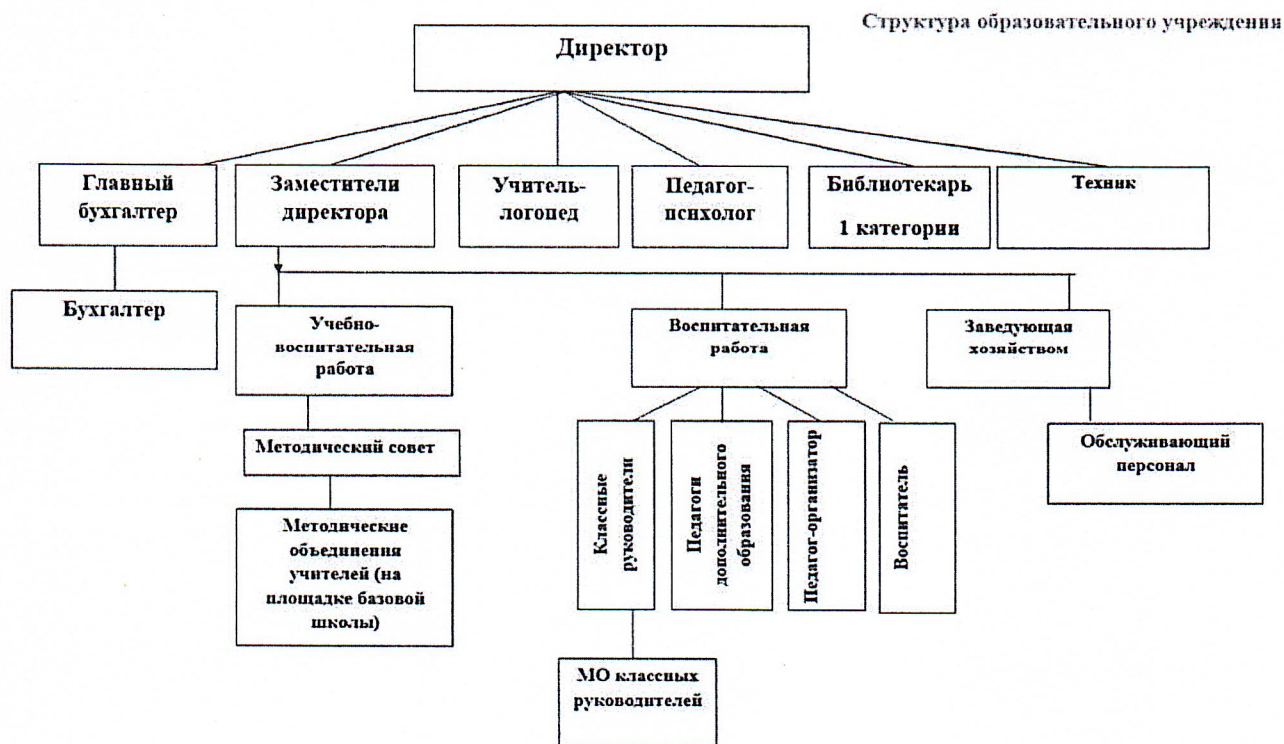 Структура образовательного учреждения
Директор
Главный
бухгалтер
Заместители
директора
Учитель-
логопед
Педагог-
психолог
Библиотекарь
1 категории
Техник
Бухгалтер
Учебно-
воспитательная
работа
Воспитательная
работа
Заведующая
хозяйством
Методический совет
Методические
объединения
учителей (на
площадке базовой
школы)
Классные
руководители
Педагоги
дополнительного
образования
Педагог-организатор
Воспитатель
Обслуживающий
персонал
МО классных
руководителей